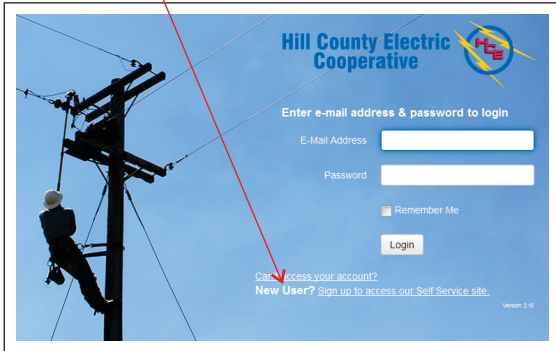 Hill County Electric
Cooperative
HCE
Enter e-mail address & password to login
E-Mail Address
Password
Remember Me
Login
Can't access your account?
New User? Sign up to access our Self Service site.
Version: 2.16